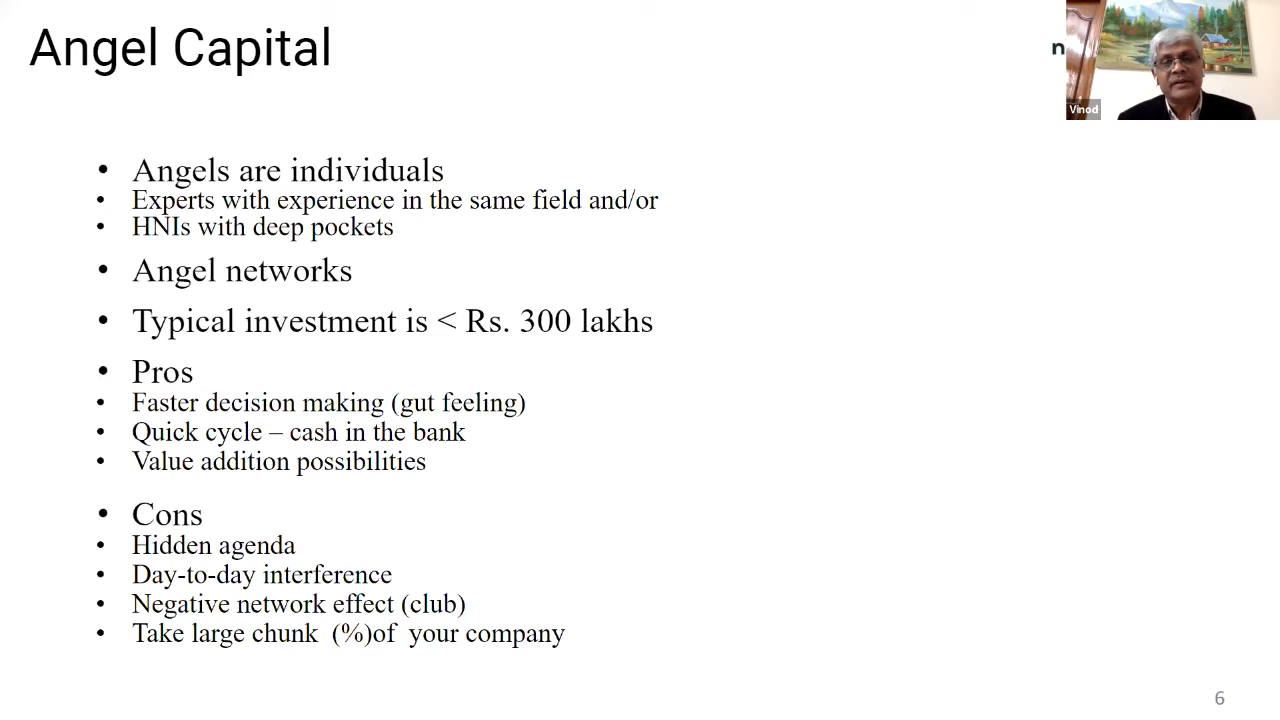 Angel Capital
n
Vinod
• Angels are individuals
• Experts with experience in the same field and/or
• HNIs with deep pockets
• Angel networks
• Typical investment is < Rs. 300 lakhs
• Pros
• Faster decision making (gut feeling)
• Quick cycle – cash in the bank
• Value addition possibilities
• Cons
• Hidden agenda
• Day-to-day interference
• Negative network effect (club)
• Take large chunk (%)of your company
6